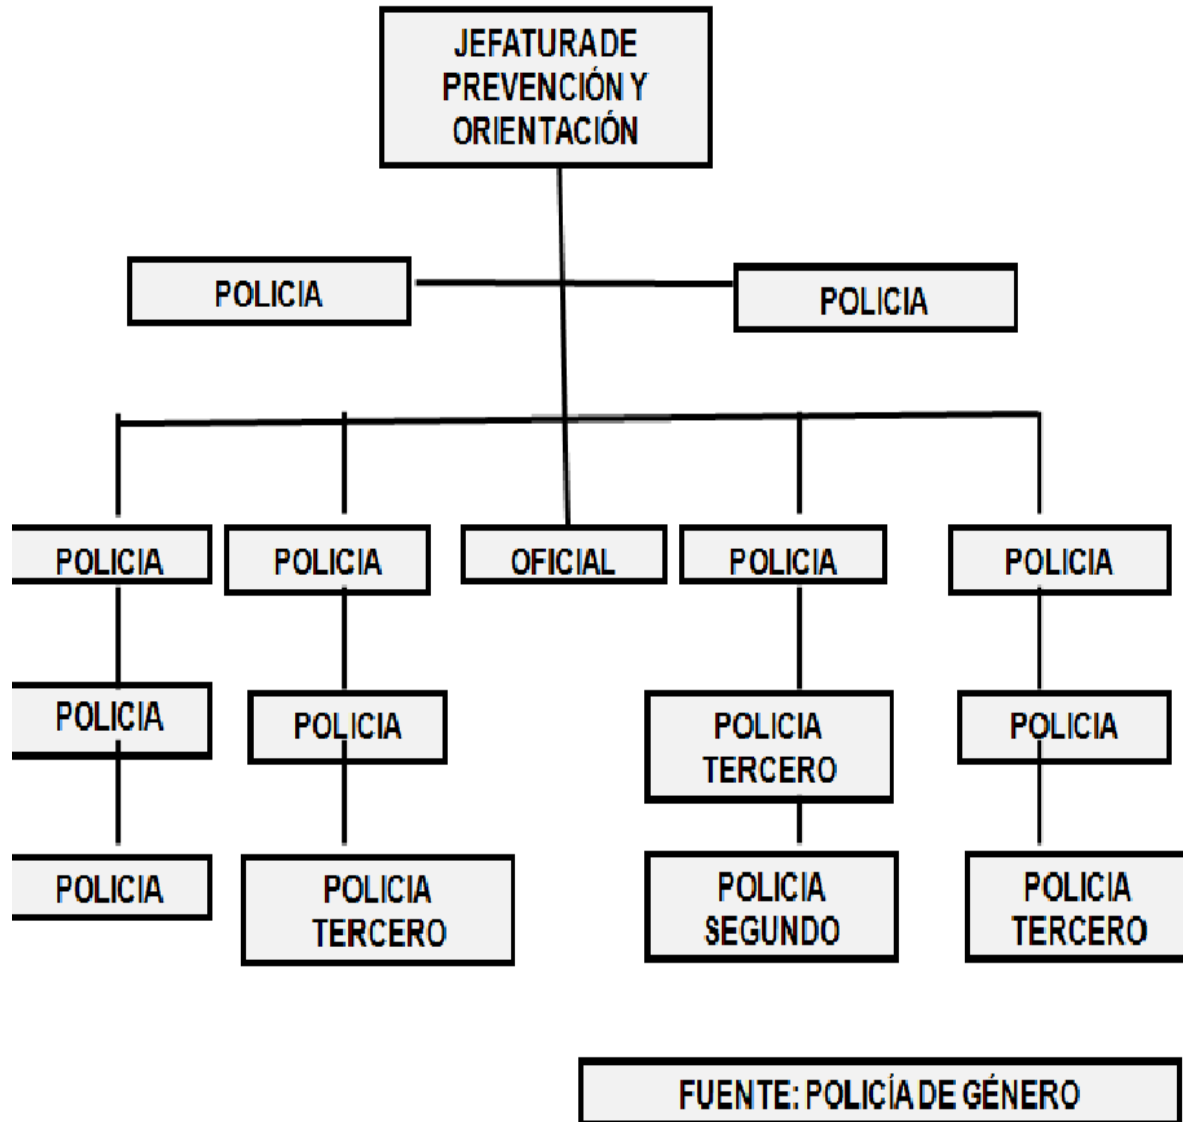 JEFATURA DE
PREVENCIÓN Y
ORIENTACIÓN
POLICIA
POLICIA
POLICIA
POLICIA
OFICIAL
POLICIA
POLICIA
POLICIA
POLICIA
POLICIA
TERCERO
POLICIA
POLICIA
POLICIA
TERCERO
POLICIA
SEGUNDO
POLICIA
TERCERO
FUENTE: POLICÍA DE GÉNERO